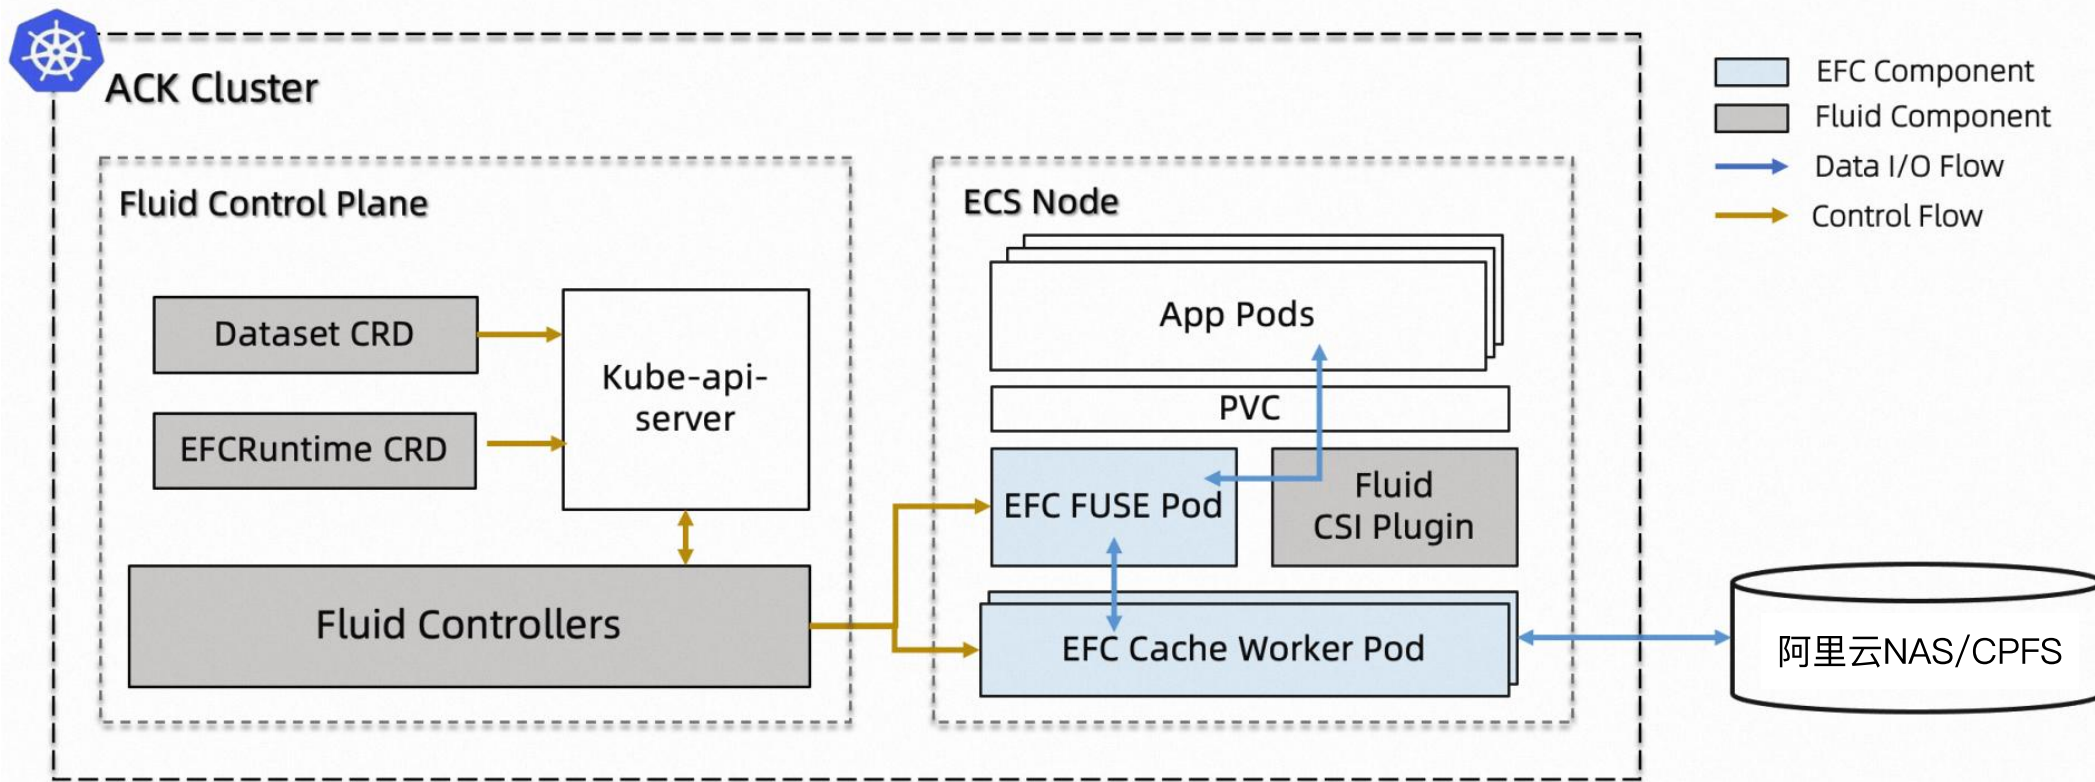 ACK Cluster
Fluid Control Plane
Dataset CRD
EFCRuntime CRD
Kube-api-
server
Fluid Controllers
ECS Node
App Pods
PVC
EFC FUSE Pod
Fluid
CSI Plugin
EFC Cache Worker Pod
EFC Component
Fluid Component
Data I/O Flow
Control Flow
阿里云NAS/CPFS